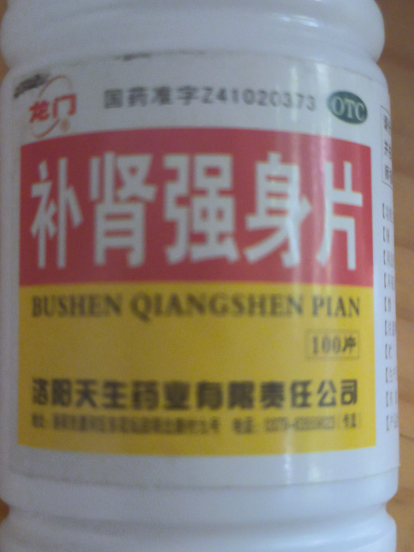 龙门
国药准字Z41020373 OTC
补肾强身片
BUSHEN QIANGSHEN PIAN
100片
洛阳天生药业有限责任公司